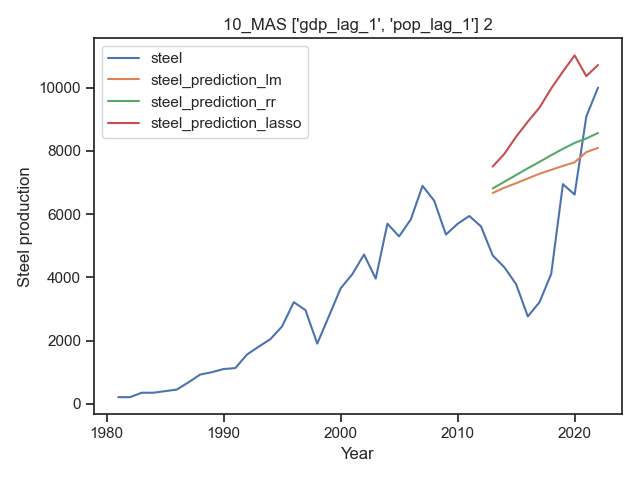 10_MAS ['gdp_lag_1', 'pop_lag_1'] 2
steel
steel_prediction_lm
steel_prediction_rr
steel_prediction_lasso
Steel production
10000
8000
6000
4000
2000
0
1980
1990
2000
2010
2020
Year